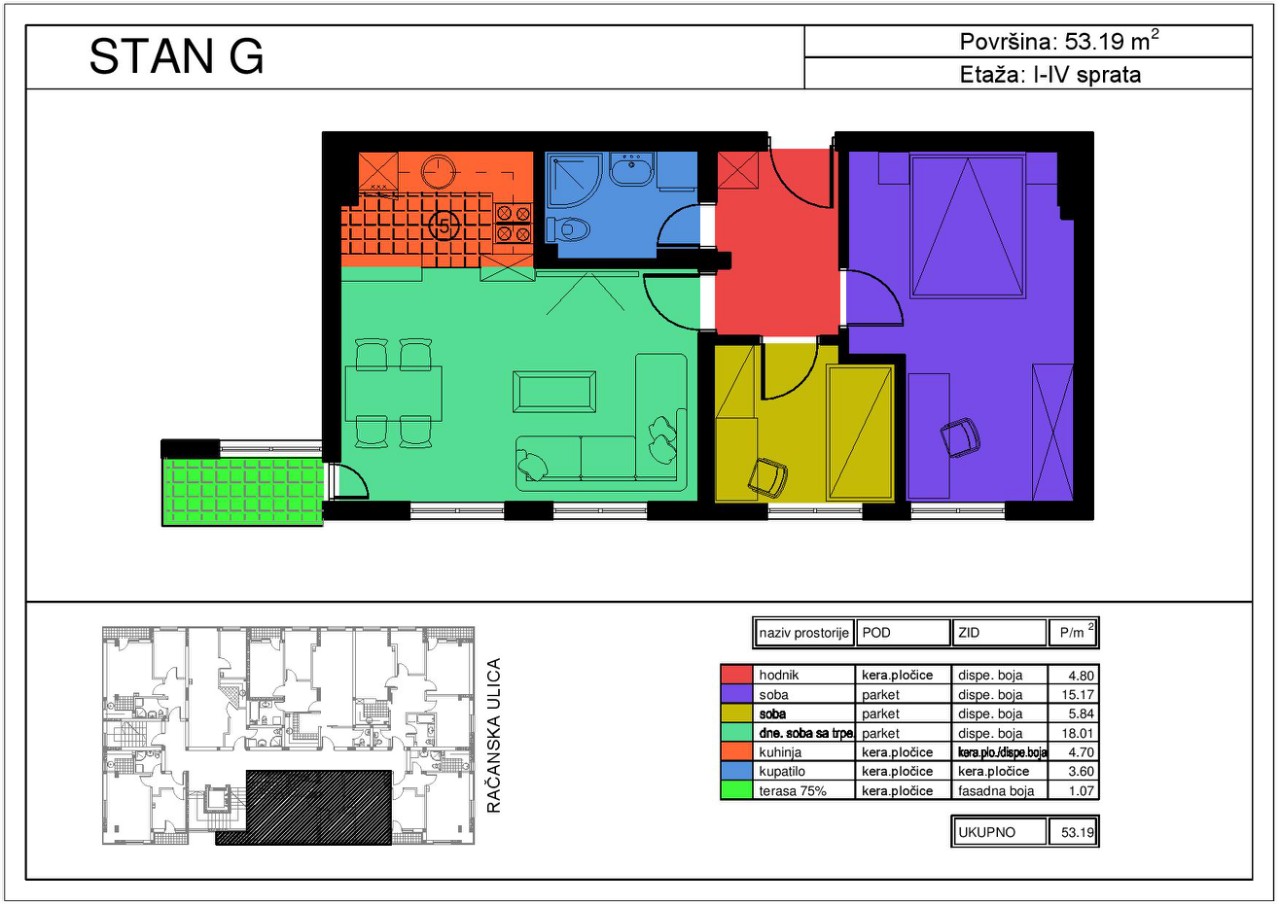 STAN G
Površina: 53.19 m²
Etaža: I-IV sprata
5
RAČANSKA ULICA
naziv prostorije POD ZID P/m²
hodnik kera.pločice dispe. boja 4.80
soba parket dispe. boja 15.17
soba parket dispe. boja 5.84
dne. soba sa trpe. parket dispe. boja 18.01
kuhinja kera.pločice kera.plo./dispe.boja 4.70
kupatilo kera.pločice kera.pločice 3.60
terasa 75% kera.pločice fasadna boja 1.07
UKUPNO 53.19